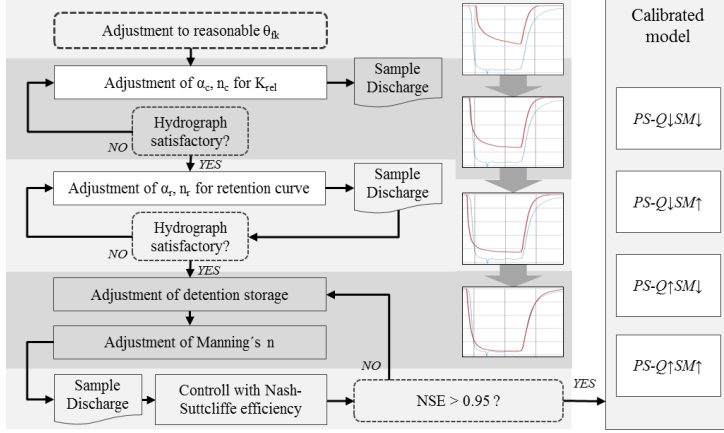 Adjustment to reasonable θfk
Adjustment of αc, nc for Krel
Sample
Discharge
Hydrograph
satisfactory?
NO
YES
Adjustment of αr, nr for retention curve
Sample
Discharge
Hydrograph
satisfactory?
NO
YES
Adjustment of detention storage
Adjustment of Manning´s n
NO
Sample
Discharge
Controll with Nash-
Suttcliffe efficiency
NSE > 0.95 ?
YES
Calibrated
model
PS-Q↓SM↓
PS-Q↓SM↑
PS-Q↑SM↓
PS-Q↑SM↑